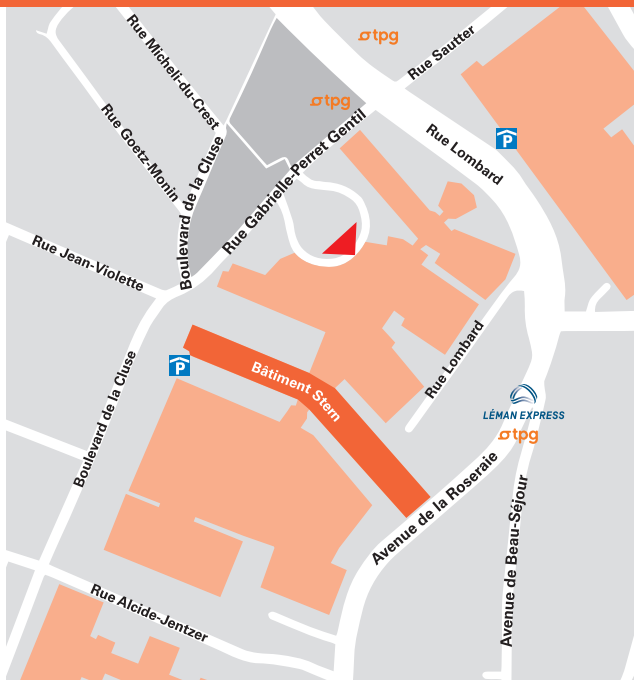 tpg
Rue Sautter
Rue Micheli-du-Crest
tpg
Rue Goetz-Monin
Rue Gabrielle-Perret Gentil
Rue Lombard
P
Boulevard de la Cluse
Rue Jean-Violette
Rue Lombard
P
Bâtiment Stern
Boulevard de la Cluse
LÉMAN EXPRESS
tpg
Avenue de la Roseraie
Avenue de Beau-Séjour
Rue Alcide-Jentzer